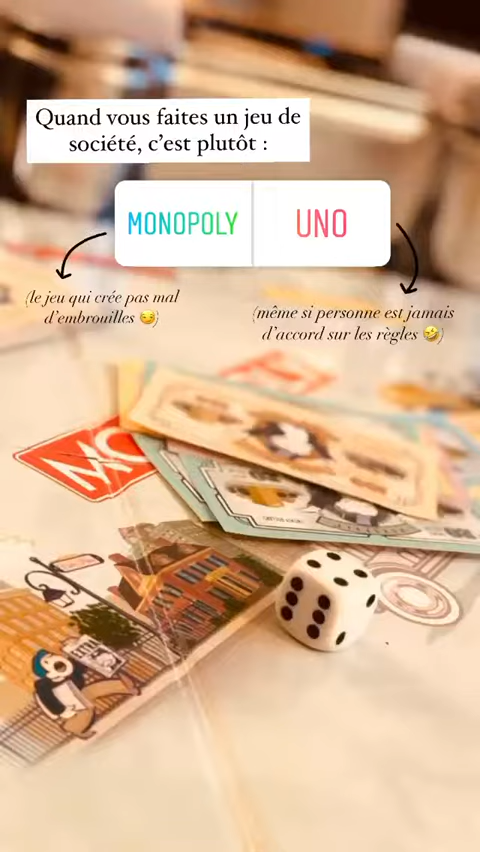 Quand vous faites un jeu de
société, c’est plutôt :
MONOPOLY
UNO
(le jeu qui crée pas mal
d’embrouilles 😏)
(même si personne est jamais
d’accord sur les règles 🤣)